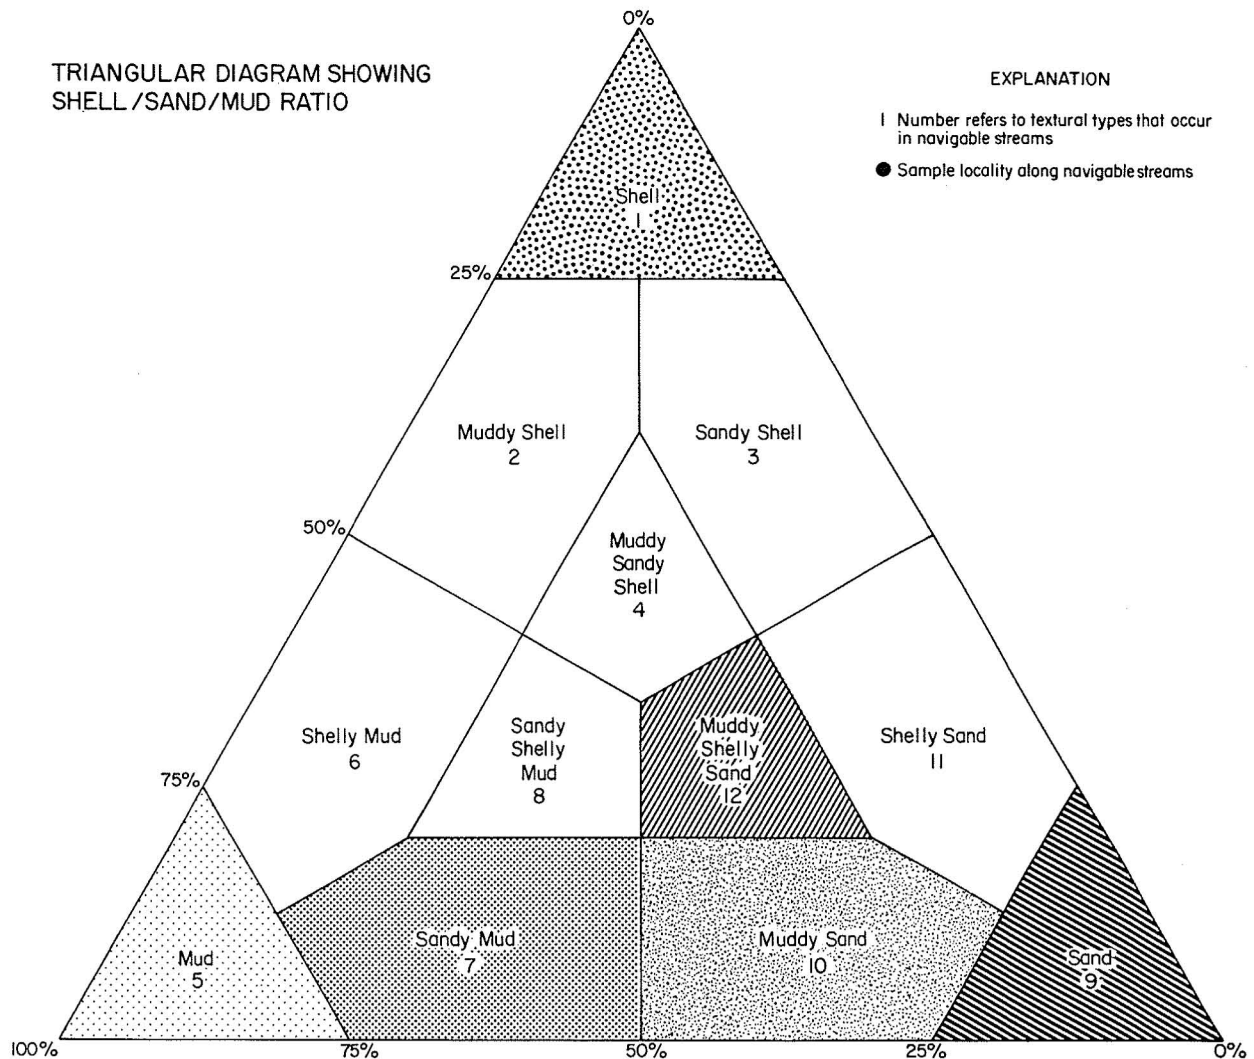 0%
TRIANGULAR DIAGRAM SHOWING
SHELL/SAND/MUD RATIO
EXPLANATION
1 Number refers to textural types that occur
in navigable streams
Sample locality along navigable streams
Shell
1
25%
Muddy Shell
2
Sandy Shell
3
50%
Muddy
Sandy
Shell
4
Shelly Mud
6
Sandy
Shelly
Mud
8
Muddy
Shelly
Sand
12
Shelly Sand
11
75%
Mud
5
Sandy Mud
7
Muddy Sand
10
Sand
9
100%
75%
50%
25%
0%